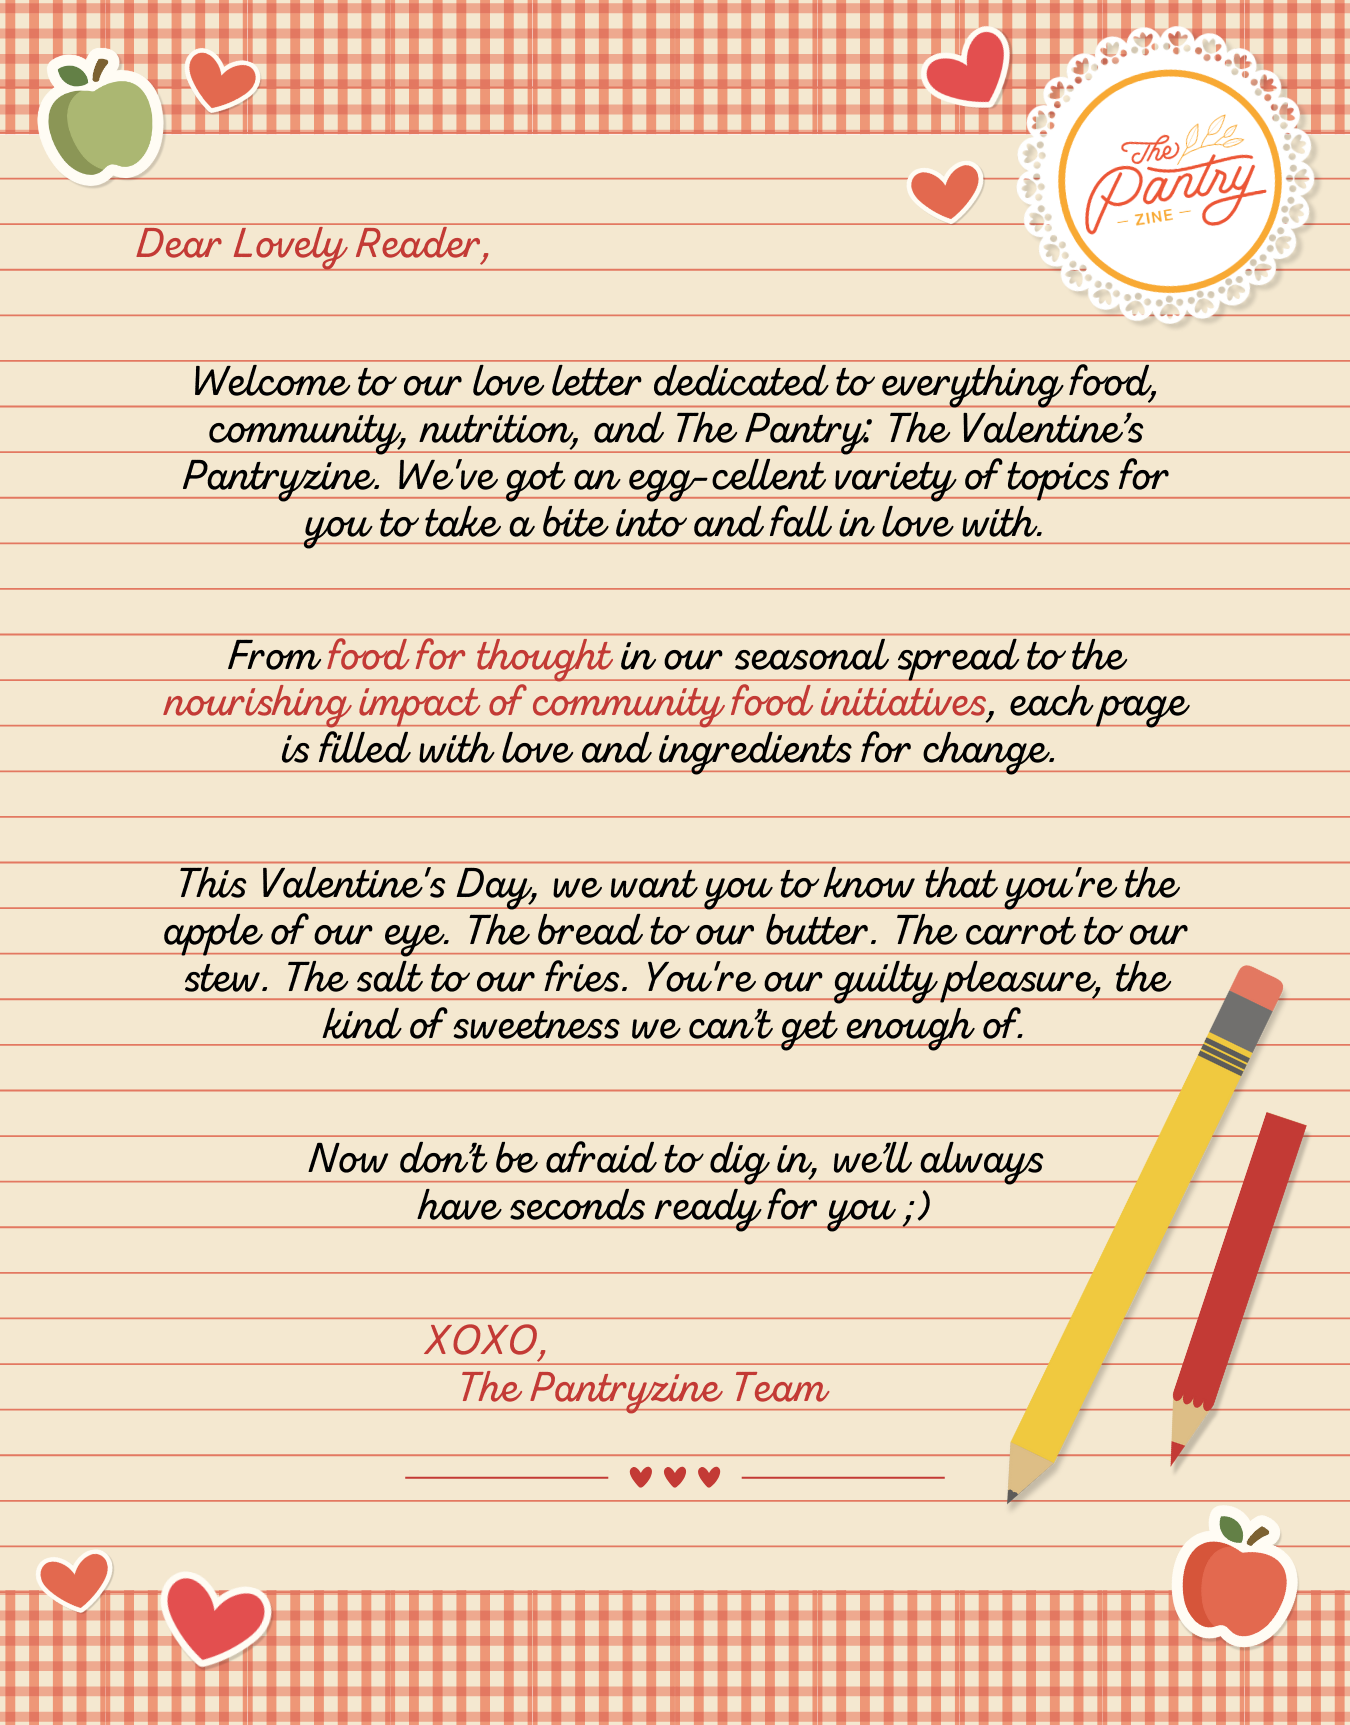 The
Pantry
- ZINE -
Dear Lovely Reader,
Welcome to our love letter dedicated to everything food,
community, nutrition, and The Pantry: The Valentine’s
Pantryzine. We've got an egg-cellent variety of topics for
you to take a bite into and fall in love with.
From food for thought in our seasonal spread to the
nourishing impact of community food initiatives, each page
is filled with love and ingredients for change.
This Valentine's Day, we want you to know that you're the
apple of our eye. The bread to our butter. The carrot to our
stew. The salt to our fries. You're our guilty pleasure, the
kind of sweetness we can’t get enough of.
Now don’t be afraid to dig in, we’ll always
have seconds ready for you ;)
XOXO,
The Pantryzine Team